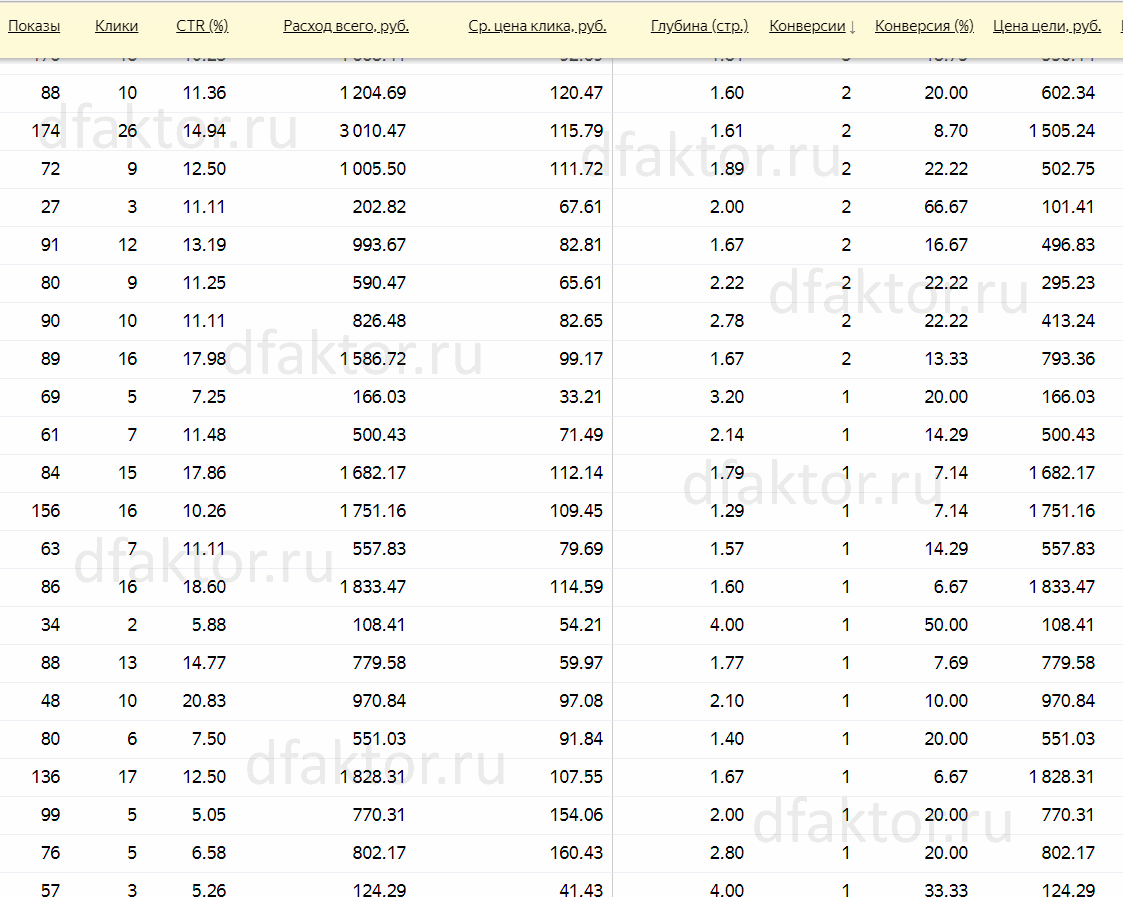 Показы Клики CTR (%) Расход всего, руб. Ср. цена клика, руб. Глубина (стр.) Конверсии ↓ Конверсия (%) Цена цели, руб.
88 10 11.36 1 204.69 120.47 1.60 2 20.00 602.34
174 26 14.94 3 010.47 115.79 1.61 2 8.70 1 505.24
72 9 12.50 1 005.50 111.72 1.89 2 22.22 502.75
27 3 11.11 202.82 67.61 2.00 2 66.67 101.41
91 12 13.19 993.67 82.81 1.67 2 16.67 496.83
80 9 11.25 590.47 65.61 2.22 2 22.22 295.23
90 10 11.11 826.48 82.65 2.78 2 22.22 413.24
89 16 17.98 1 586.72 99.17 1.67 2 13.33 793.36
69 5 7.25 166.03 33.21 3.20 1 20.00 166.03
61 7 11.48 500.43 71.49 2.14 1 14.29 500.43
84 15 17.86 1 682.17 112.14 1.79 1 7.14 1 682.17
156 16 10.26 1 751.16 109.45 1.29 1 7.14 1 751.16
63 7 11.11 557.83 79.69 1.57 1 14.29 557.83
86 16 18.60 1 833.47 114.59 1.60 1 6.67 1 833.47
34 2 5.88 108.41 54.21 4.00 1 50.00 108.41
88 13 14.77 779.58 59.97 1.77 1 7.69 779.58
48 10 20.83 970.84 97.08 2.10 1 10.00 970.84
80 6 7.50 551.03 91.84 1.40 1 20.00 551.03
136 17 12.50 1 828.31 107.55 1.67 1 6.67 1 828.31
99 5 5.05 770.31 154.06 2.00 1 20.00 770.31
76 5 6.58 802.17 160.43 2.80 1 20.00 802.17
57 3 5.26 124.29 41.43 4.00 1 33.33 124.29
dfaktor.ru
dfaktor.ru
dfaktor.ru
dfaktor.ru
dfaktor.ru
dfaktor.ru
dfaktor.ru
dfaktor.ru